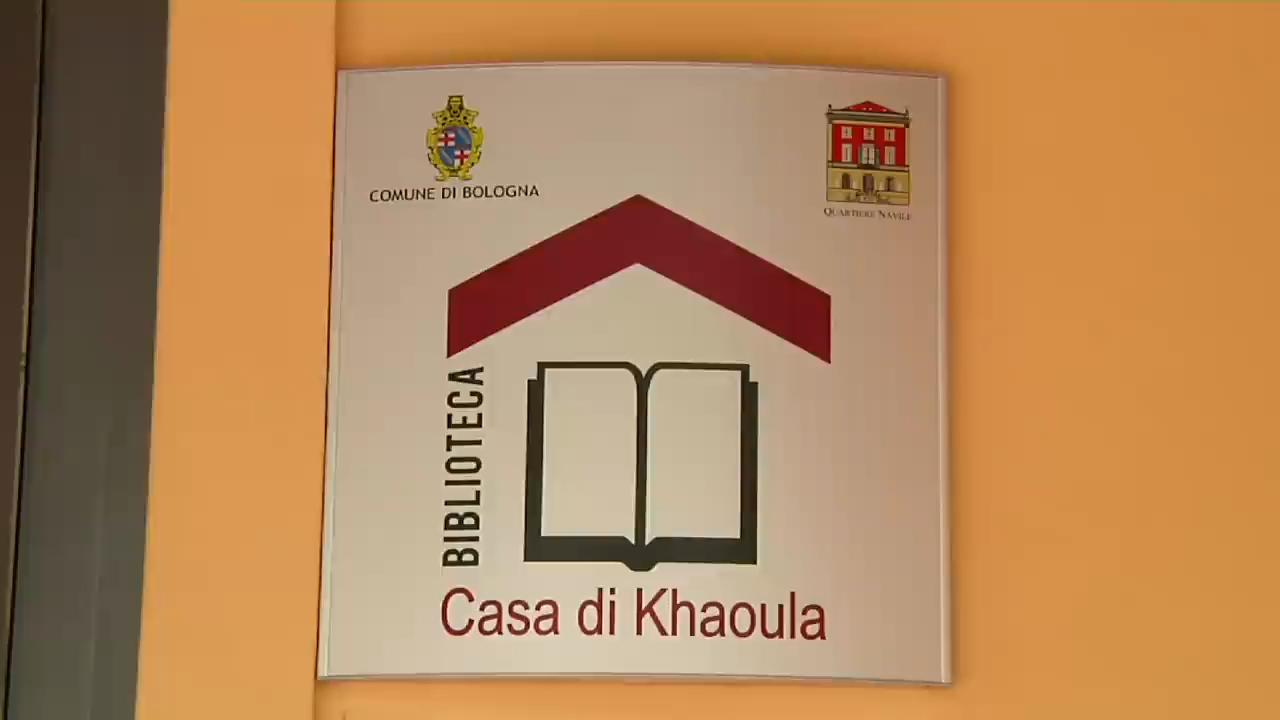 COMUNE DI BOLOGNA
QUARTIERE NAVILE
BIBLIOTECA
Casa di Khaoula